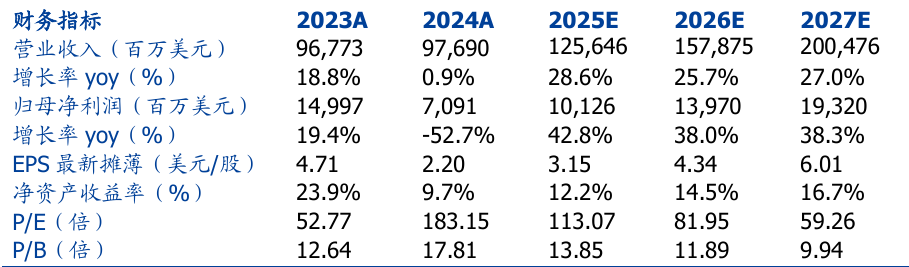 财务指标 2023A 2024A 2025E 2026E 2027E
营业收入（百万美元） 96,773 97,690 125,646 157,875 200,476
增长率 yoy（%） 18.8% 0.9% 28.6% 25.7% 27.0%
归母净利润（百万美元） 14,997 7,091 10,126 13,970 19,320
增长率 yoy（%） 19.4% -52.7% 42.8% 38.0% 38.3%
EPS 最新摊薄（美元/股） 4.71 2.20 3.15 4.34 6.01
净资产收益率（%） 23.9% 9.7% 12.2% 14.5% 16.7%
P/E（倍） 52.77 183.15 113.07 81.95 59.26
P/B（倍） 12.64 17.81 13.85 11.89 9.94